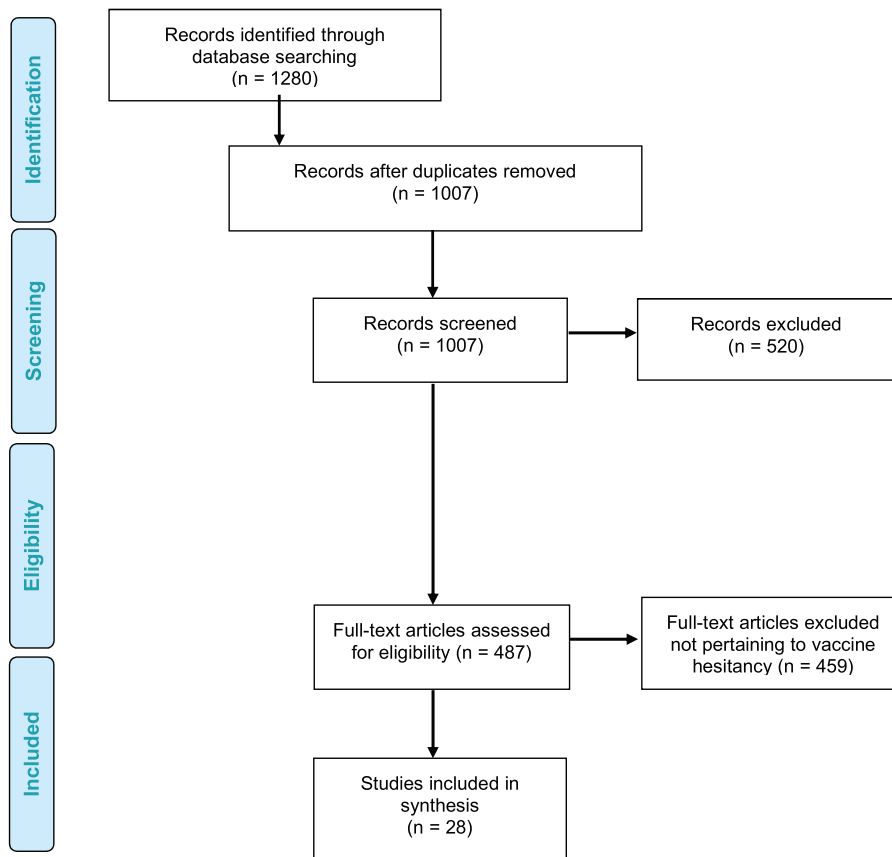 Identification
Records identified through
database searching
(n = 1280)
Records after duplicates removed
(n = 1007)
Screening
Records screened
(n = 1007)
Records excluded
(n = 520)
Eligibility
Full-text articles assessed
for eligibility (n = 487)
Full-text articles excluded
not pertaining to vaccine
hesitancy (n = 459)
Included
Studies included in
synthesis
(n = 28)